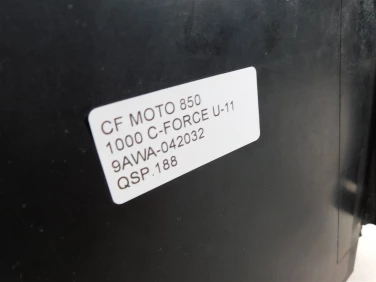 CF MOTO 850
1000 C-FORCE U-11
9AWA-042032
QSP.188